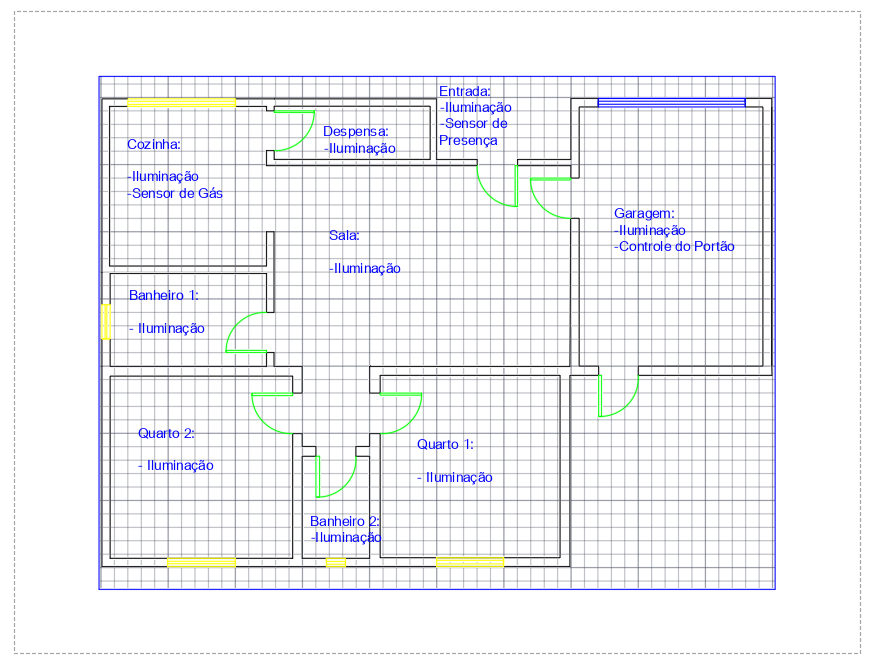 Entrada:
-Iluminação
-Sensor de
Presença
Despensa:
-Iluminação
Cozinha:
-Iluminação
-Sensor de Gás
Garagem:
-Iluminação
-Controle do Portão
Sala:
-Iluminação
Banheiro 1:
- Iluminação
Quarto 2:
- Iluminação
Quarto 1:
- Iluminação
Banheiro 2:
-Iluminação